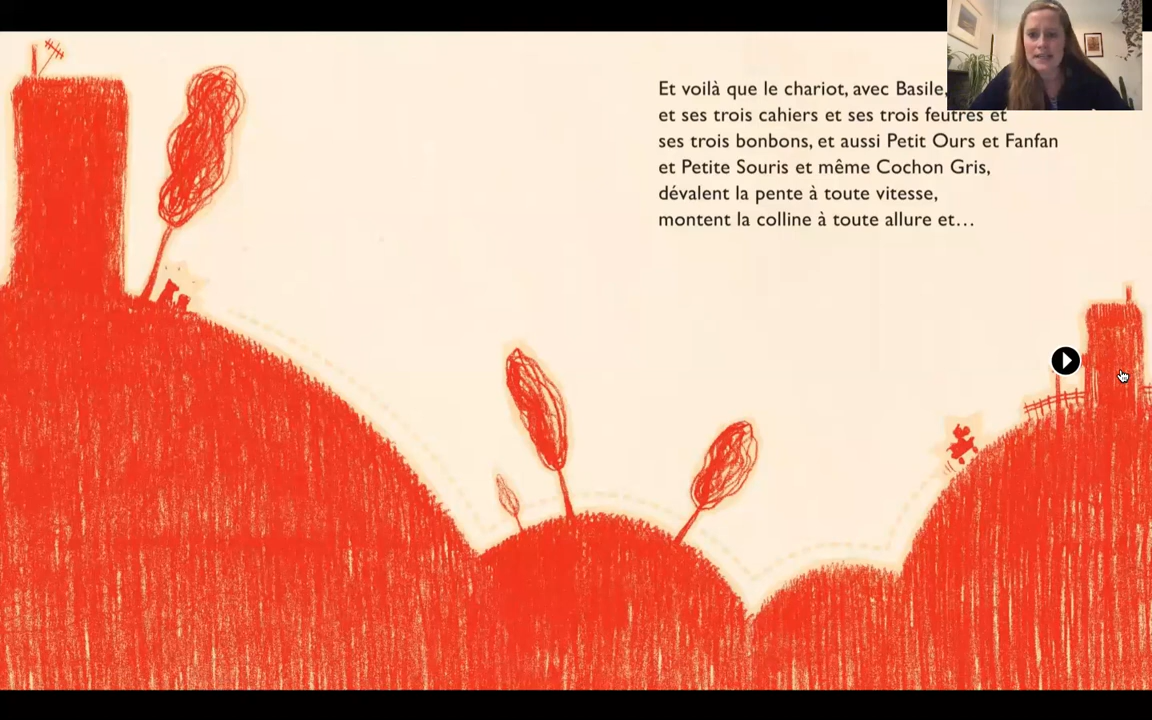 Et voilà que le chariot, avec Basile,
et ses trois cahiers et ses trois feutres et
ses trois bonbons, et aussi Petit Ours et Fanfan
et Petite Souris et même Cochon Gris,
dévalent la pente à toute vitesse,
montent la colline à toute allure et…